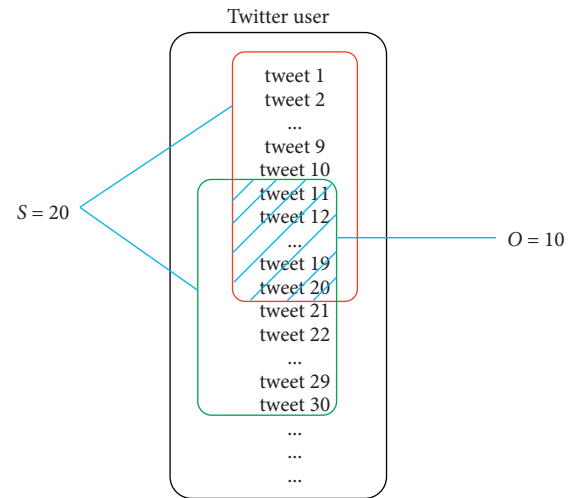 Twitter user
tweet 1
tweet 2
...
tweet 9
tweet 10
tweet 11
tweet 12
...
tweet 19
tweet 20
tweet 21
tweet 22
...
tweet 29
tweet 30
...
...
...
S = 20
O = 10